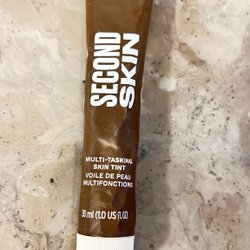 SECOND
SKIN
MULTI-TASKING
SKIN TINT
VOILE DE PEAU
MULTIFONCTIONS
30 ml (1.0 US fl. oz.)